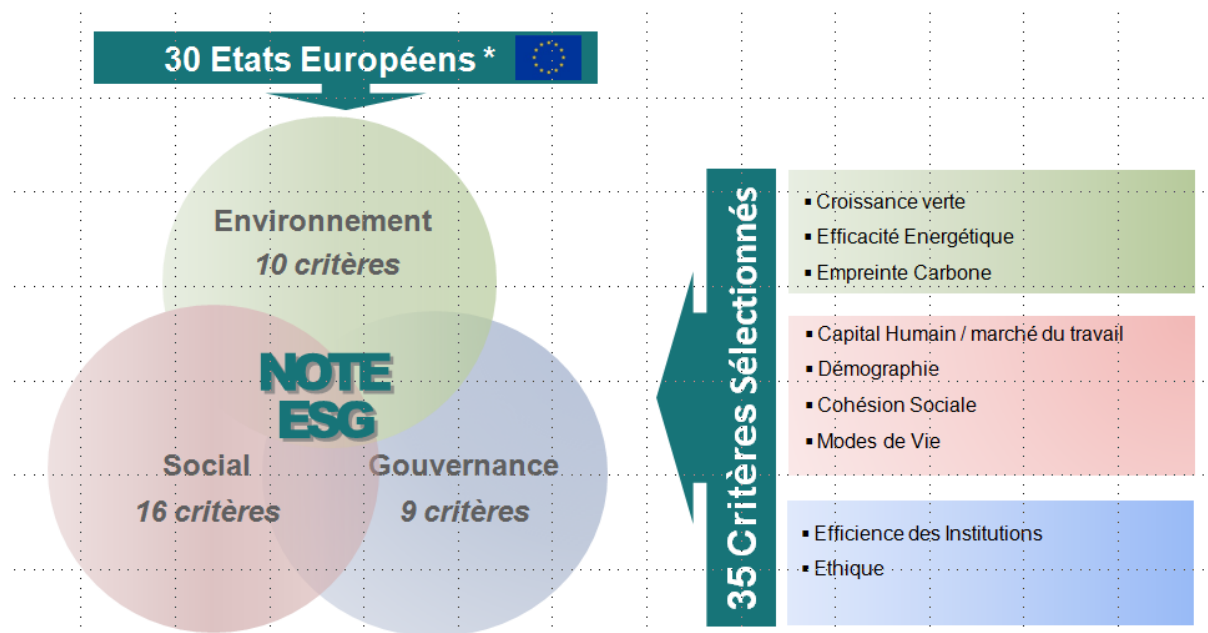 30 Etats Européens *
Environnement
10 critères
NOTE
ESG
Social
16 critères
Gouvernance
9 critères
35 Critères Sélectionnés
▪ Croissance verte
▪ Efficacité Energétique
▪ Empreinte Carbone
▪ Capital Humain / marché du travail
▪ Démographie
▪ Cohésion Sociale
▪ Modes de Vie
▪ Efficience des Institutions
▪ Ethique